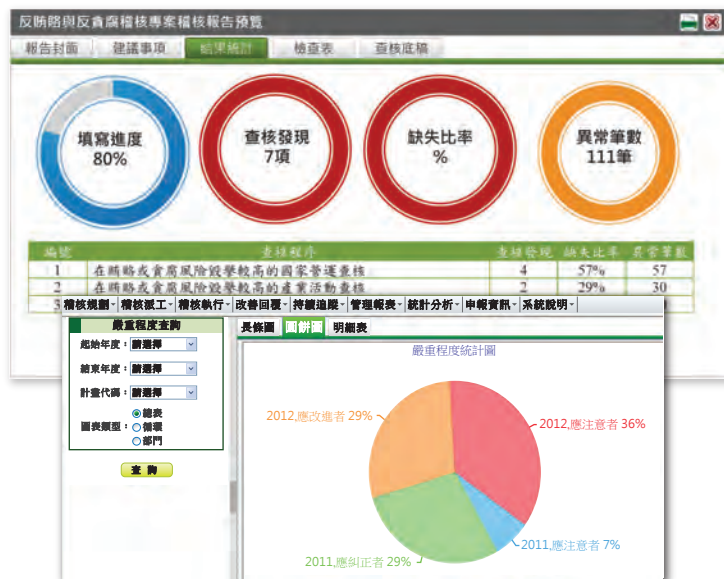 反賄賂與反貪腐稽核專案稽核報告預覽
報告封面 建議事項 結果統計 檢查表 查核底稿
填寫進度 查核發現 缺失比率 異常筆數
80% 7項 % 111筆
編號 查核程序 查核發現 缺失比率 異常筆數
1 在賄賂或貪腐風險毀舉較高的國家營運查核 4 57% 57
2 在賄賂或貪腐風險毀舉較高的產業活動查核 2 29% 30
稽核規劃 稽核派工 稽核執行 改善回覆 持續追蹤 管理報表 統計分析 申報資訊 系統說明
嚴重程度查詢
起始年度：請選擇
結束年度：請選擇
計畫代碼：請選擇
圖表類型：
總表
循環
部門
查詢
長條圖 圓餅圖 明細表
嚴重程度統計圖
2012,應改進者 29%
2012,應注意者 36%
2011,應注意者 7%
2011,應糾正者 29%